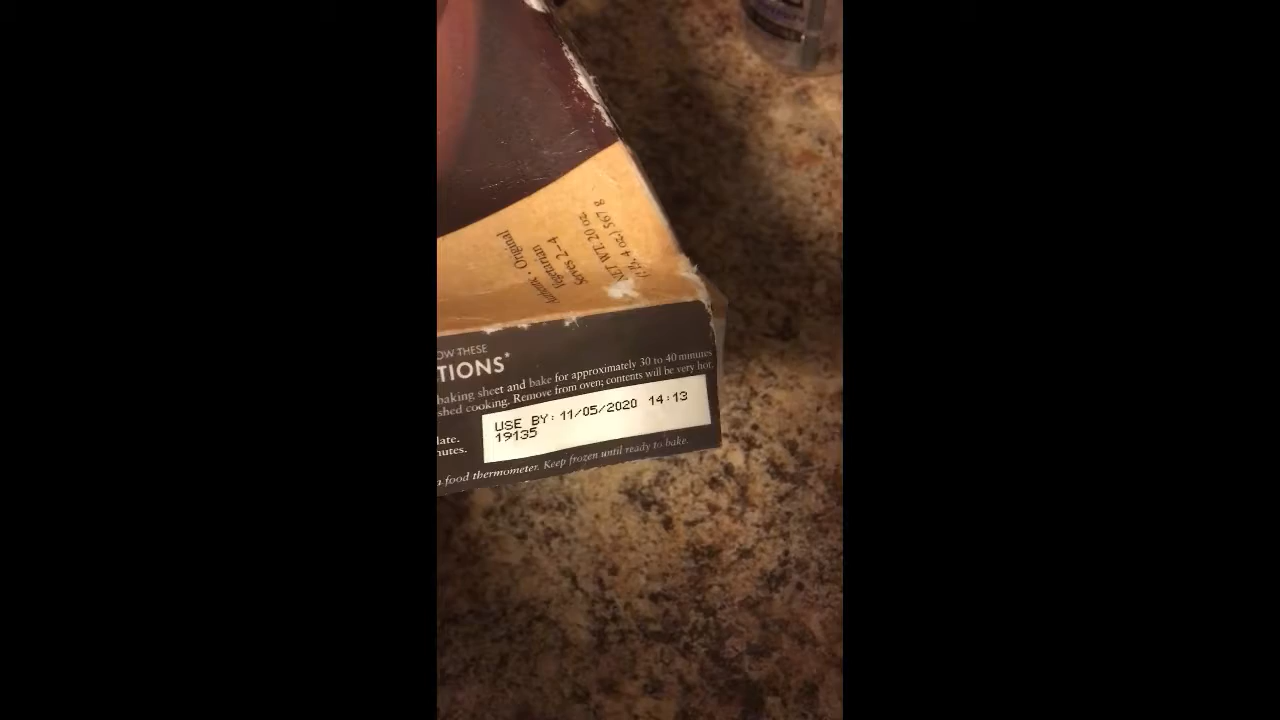 Authentic • Original
Vegetarian
Serves 2–4
NET WT. 20 oz.
(1 lb. 4 oz.) 567 g
OW THESE
TIONS*
baking sheet and bake for approximately 30 to 40 minutes
shed cooking. Remove from oven; contents will be very hot.
late.
nutes.
USE BY: 11/05/2020 14:13
19135
a food thermometer. Keep frozen until ready to bake.